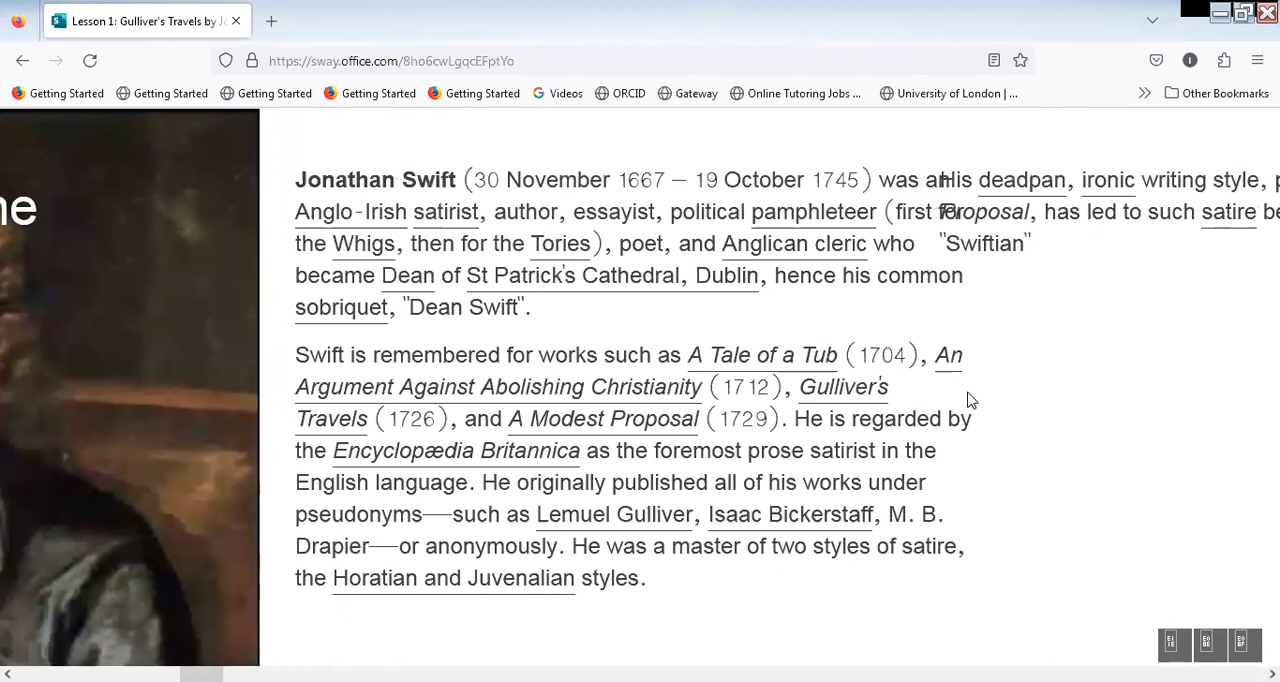 Lesson 1: Gulliver's Travels by Jo
https://sway.office.com/8ho6cwLgqcEFptYo
Getting Started Getting Started Getting Started Getting Started Getting Started Videos ORCID Gateway Online Tutoring Jobs ... University of London | ... Other Bookmarks
ne
Jonathan Swift (30 November 1667 – 19 October 1745) was an
Anglo-Irish satirist, author, essayist, political pamphleteer (first for
the Whigs, then for the Tories), poet, and Anglican cleric who
became Dean of St Patrick's Cathedral, Dublin, hence his common
sobriquet, "Dean Swift".
Swift is remembered for works such as A Tale of a Tub (1704), An
Argument Against Abolishing Christianity (1712), Gulliver's
Travels (1726), and A Modest Proposal (1729). He is regarded by
the Encyclopædia Britannica as the foremost prose satirist in the
English language. He originally published all of his works under
pseudonyms—such as Lemuel Gulliver, Isaac Bickerstaff, M. B.
Drapier—or anonymously. He was a master of two styles of satire,
the Horatian and Juvenalian styles.
His deadpan, ironic writing style, p
Proposal, has led to such satire be
"Swiftian"